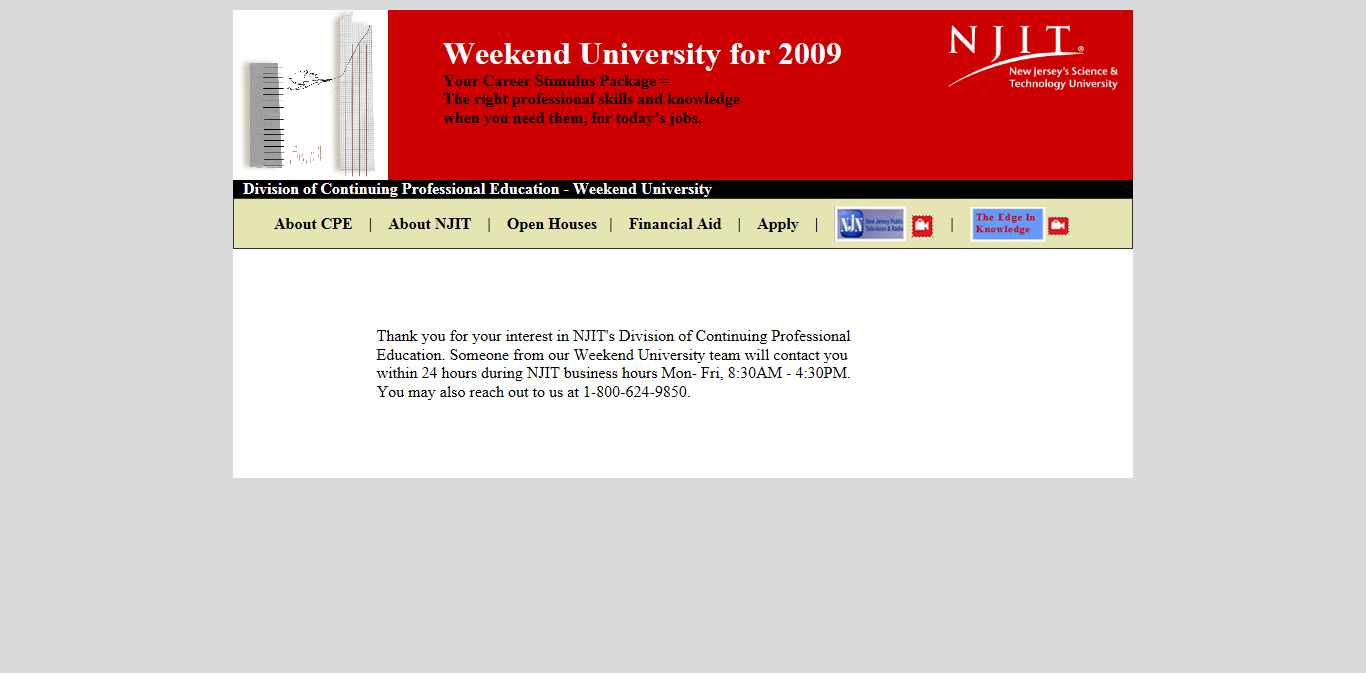 Weekend University for 2009
Your Career Stimulus Package =
The right professional skills and knowledge
when you need them, for today's jobs.
NJIT®
New Jersey's Science &
Technology University
Division of Continuing Professional Education - Weekend University
About CPE | About NJIT | Open Houses | Financial Aid | Apply | NJN New Jersey Public Television & Radio | The Edge In Knowledge
Thank you for your interest in NJIT's Division of Continuing Professional
Education. Someone from our Weekend University team will contact you
within 24 hours during NJIT business hours Mon- Fri, 8:30AM - 4:30PM.
You may also reach out to us at 1-800-624-9850.